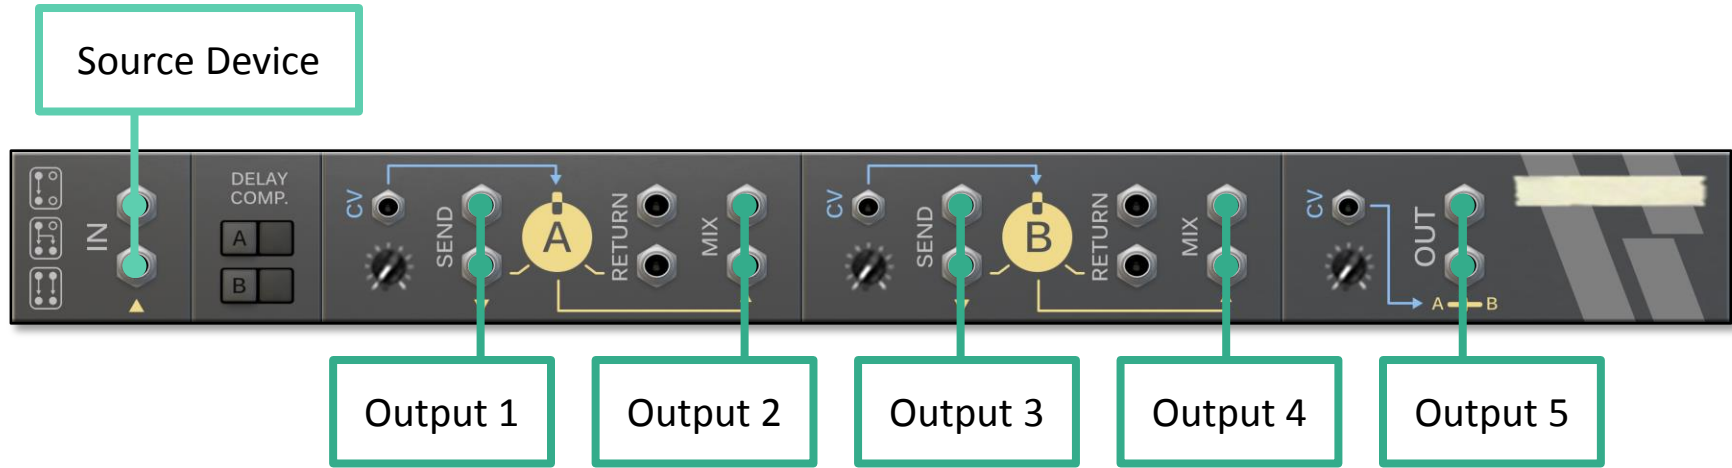 Source Device
IN
DELAY
COMP.
A
B
CV
SEND
A
RETURN
MIX
CV
SEND
B
RETURN
MIX
CV
OUT
A B
Output 1
Output 2
Output 3
Output 4
Output 5